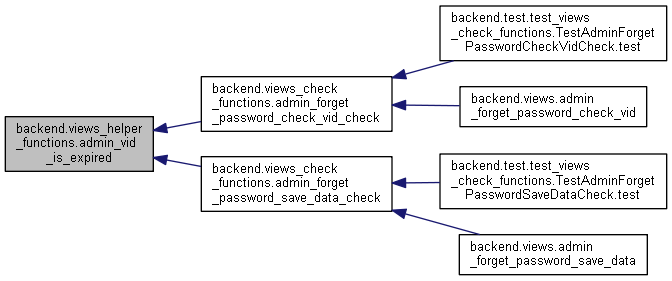 backend.views_helper
_functions.admin_vid
_is_expired
backend.views_check
_functions.admin_forget
_password_check_vid_check
backend.test.test_views
_check_functions.TestAdminForget
PasswordCheckVidCheck.test
backend.views.admin
_forget_password_check_vid
backend.views_check
_functions.admin_forget
_password_save_data_check
backend.test.test_views
_check_functions.TestAdminForget
PasswordSaveDataCheck.test
backend.views.admin
_forget_password_save_data